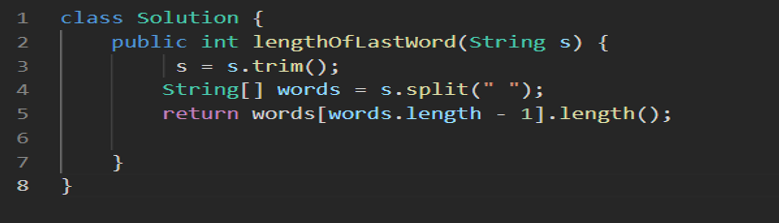 1 class Solution {
2     public int lengthOfLastWord(String s) {
3          s = s.trim();
4         String[] words = s.split(" ");
5         return words[words.length - 1].length();
6
7     }
8 }